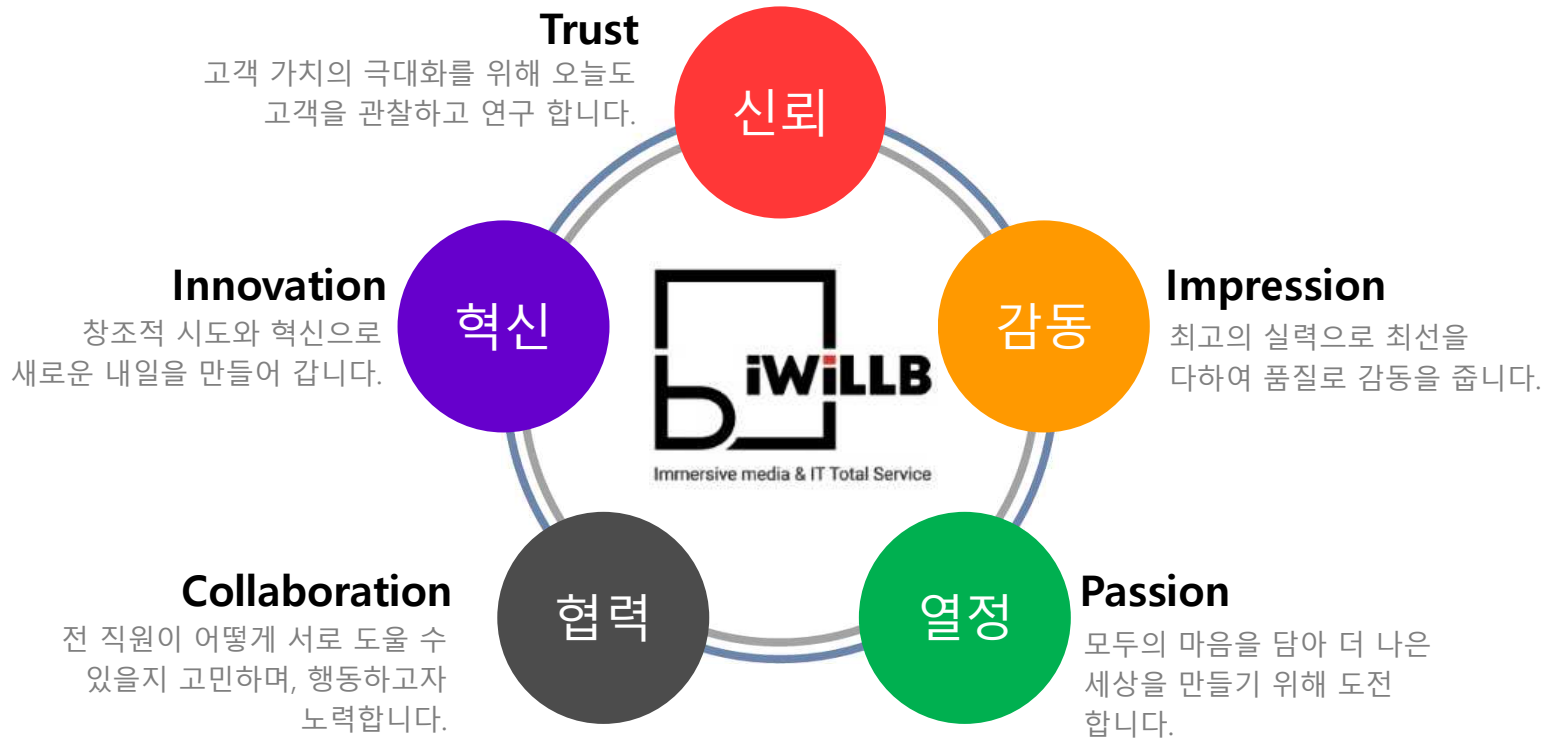 Trust
고객 가치의 극대화를 위해 오늘도
고객을 관찰하고 연구 합니다.
신뢰
Innovation
창조적 시도와 혁신으로
새로운 내일을 만들어 갑니다.
혁신
iWiLLB
Immersive media & IT Total Service
감동
Impression
최고의 실력으로 최선을
다하여 품질로 감동을 줍니다.
Collaboration
전 직원이 어떻게 서로 도울 수
있을지 고민하며, 행동하고자
노력합니다.
협력
열정
Passion
모두의 마음을 담아 더 나은
세상을 만들기 위해 도전
합니다.